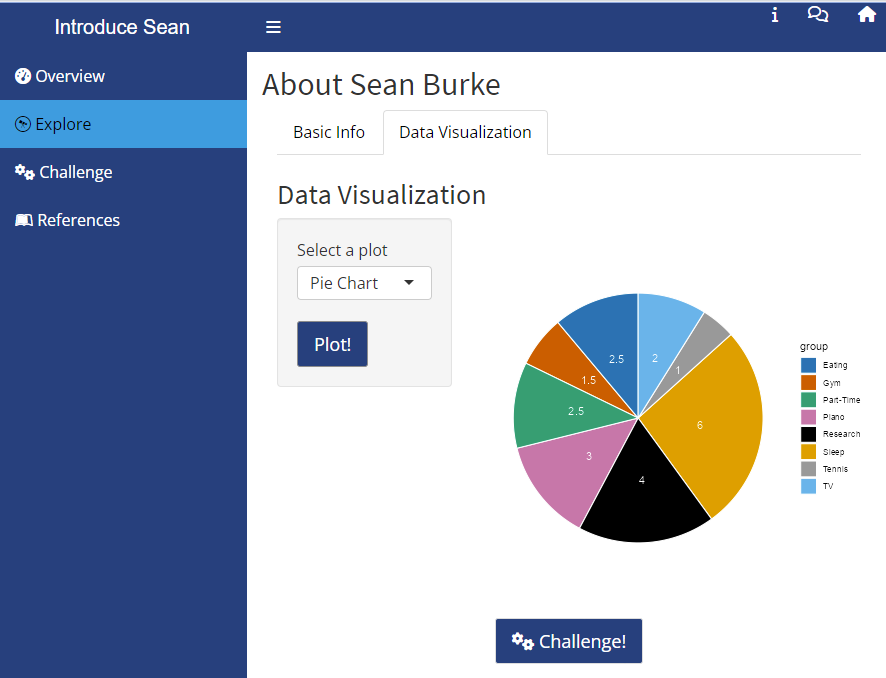 Introduce Sean
Overview
Explore
Challenge
References
About Sean Burke
Basic Info
Data Visualization
Data Visualization
Select a plot
Pie Chart
Plot!
2.5
2
1
1.5
2.5
6
3
4
group
Eating
Gym
Part-Time
Piano
Research
Sleep
Tennis
TV
Challenge!